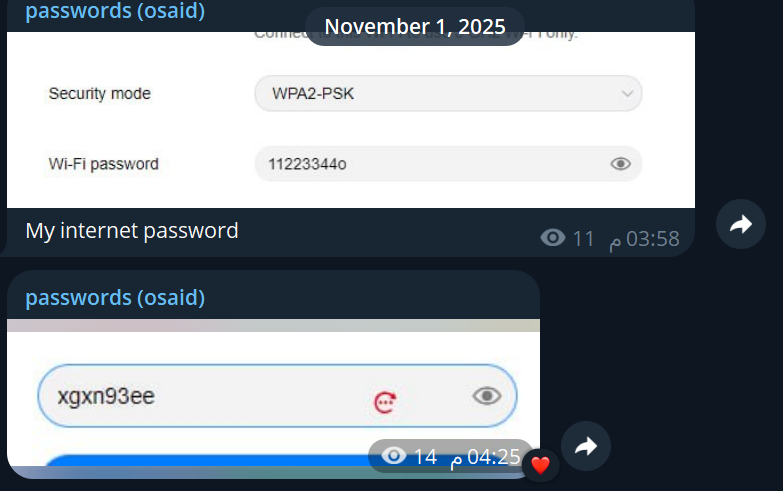 passwords (osaid)
November 1, 2025
Security mode
WPA2-PSK
Wi-Fi password
11223344o
My internet password
11 03:58 م
passwords (osaid)
xgxn93ee
14 04:25 م